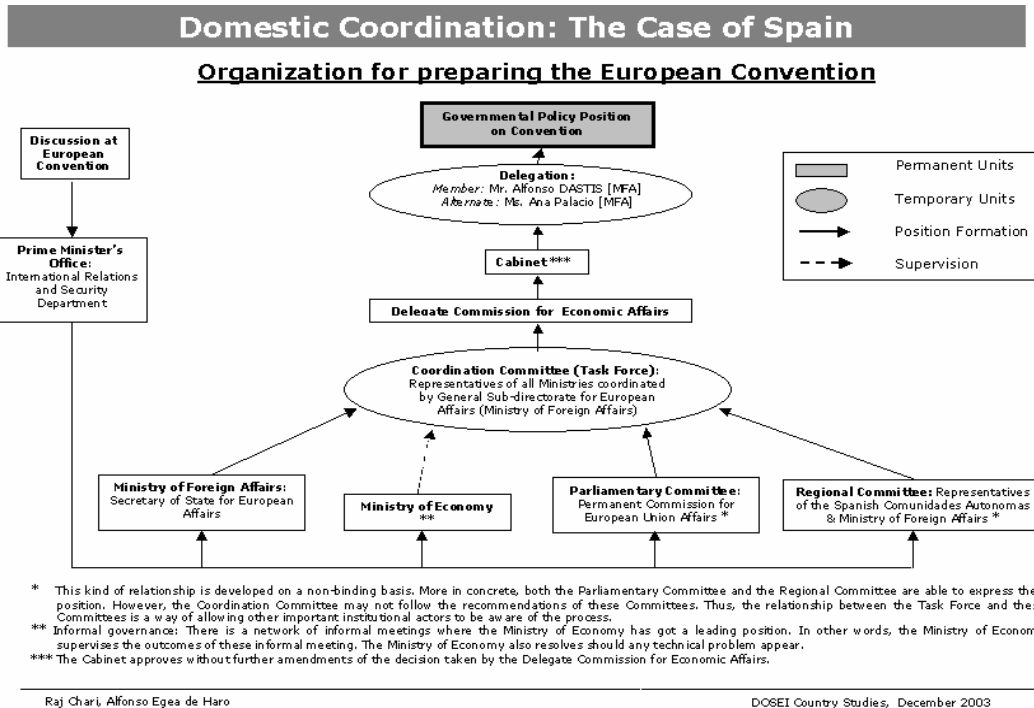 Domestic Coordination: The Case of Spain
Organization for preparing the European Convention
Governmental Policy Position
on Convention
Discussion at
European
Convention
Delegation:
Member: Mr. Alfonso DASTIS [MFA]
Alternate: Ms. Ana Palacio [MFA]
Permanent Units
Temporary Units
Position Formation
Supervision
Prime Minister's
Office:
International Relations
and Security
Department
Cabinet***
Delegate Commission for Economic Affairs
Coordination Committee (Task Force):
Representatives of all Ministries coordinated
by General Sub-directorate for European
Affairs (Ministry of Foreign Affairs)
Ministry of Foreign Affairs:
Secretary of State for European
Affairs
Ministry of Economy
**
Parliamentary Committee:
Permanent Commission for
European Union Affairs *
Regional Committee: Representatives
of the Spanish Comunidades Autonomas
& Ministry of Foreign Affairs *
* This kind of relationship is developed on a non-binding basis. More in concrete, both the Parliamentary Committee and the Regional Committee are able to express the
position. However, the Coordination Committee may not follow the recommendations of these Committees. Thus, the relationship between the Task Force and the
Committees is a way of allowing other important institutional actors to be aware of the process.
** Informal governance: There is a network of informal meetings where the Ministry of Economy has got a leading position. In other words, the Ministry of Econom
supervises the outcomes of these informal meeting. The Ministry of Economy also resolves should any technical problem appear.
*** The Cabinet approves without further amendments of the decision taken by the Delegate Commission for Economic Affairs.
Raj Chari, Alfonso Egea de Haro
DOSEI Country Studies, December 2003